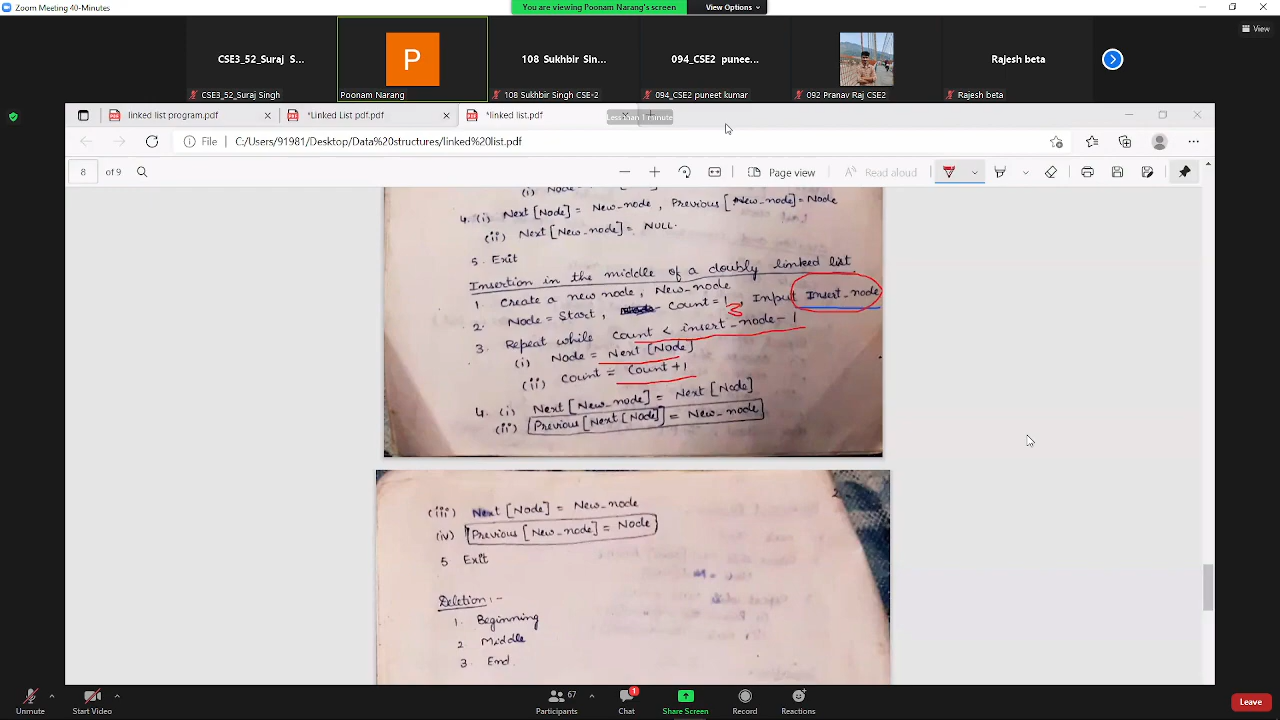 Zoom Meeting 40-Minutes
You are viewing Poonam Narang's screen
View Options
View
CSE3_52_Suraj S...
P
108 Sukhbir Sin...
094_CSE2 punee...
Rajesh beta
CSE3_52_Suraj Singh
Poonam Narang
108 Sukhbir Singh CSE-2
094_CSE2 puneet kumar
092 Pranav Raj CSE2
Rajesh beta
linked list program.pdf
*Linked List pdf.pdf
*linked list.pdf
Less than 1 minute
File
C:/Users/91981/Desktop/Data%20structures/linked%20list.pdf
8 of 9
Page view
Read aloud
4. (i) Next [Node] = New_node, Previous [New_node] = Node
(ii) Next [New_node] = NULL.
5. Exit
Insertion in the middle of a doubly linked list
1. Create a new node, New_node
2. Node = Start, Count = 1, Input Insert_node
3
3. Repeat while Count < insert_node - 1
(i) Node = Next [Node]
(ii) Count = Count + 1
4. (i) Next [New_node] = Next [Node]
(ii) Previous [Next [Node]] = New_node
(iii) Next [Node] = New_node
(iv) Previous [New_node] = Node
5 Exit
Deletion :-
1. Beginning
2 Middle
3. End
Unmute
Start Video
67
Participants
1
Chat
Share Screen
Record
Reactions
Leave